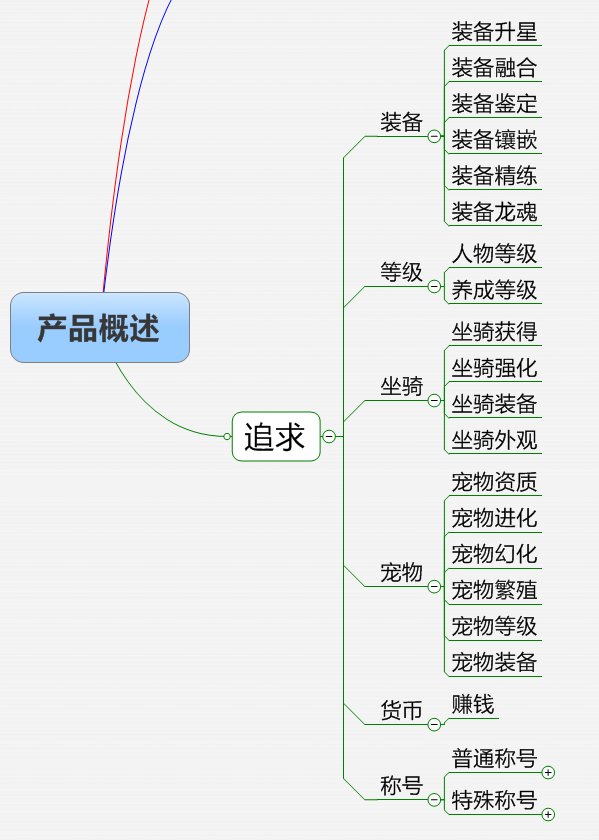 产品概述
追求
装备
装备升星
装备融合
装备鉴定
装备镶嵌
装备精练
装备龙魂
等级
人物等级
养成等级
坐骑
坐骑获得
坐骑强化
坐骑装备
坐骑外观
宠物
宠物资质
宠物进化
宠物幻化
宠物繁殖
宠物等级
宠物装备
货币
赚钱
称号
普通称号
特殊称号